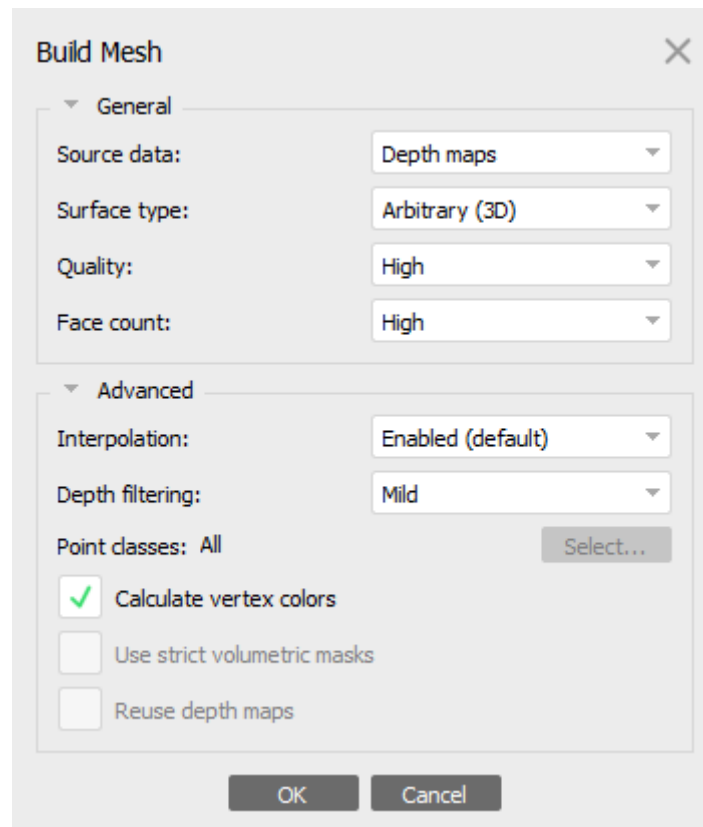 Build Mesh
General
Source data: Depth maps
Surface type: Arbitrary (3D)
Quality: High
Face count: High
Advanced
Interpolation: Enabled (default)
Depth filtering: Mild
Point classes: All Select...
Calculate vertex colors
Use strict volumetric masks
Reuse depth maps
OK Cancel